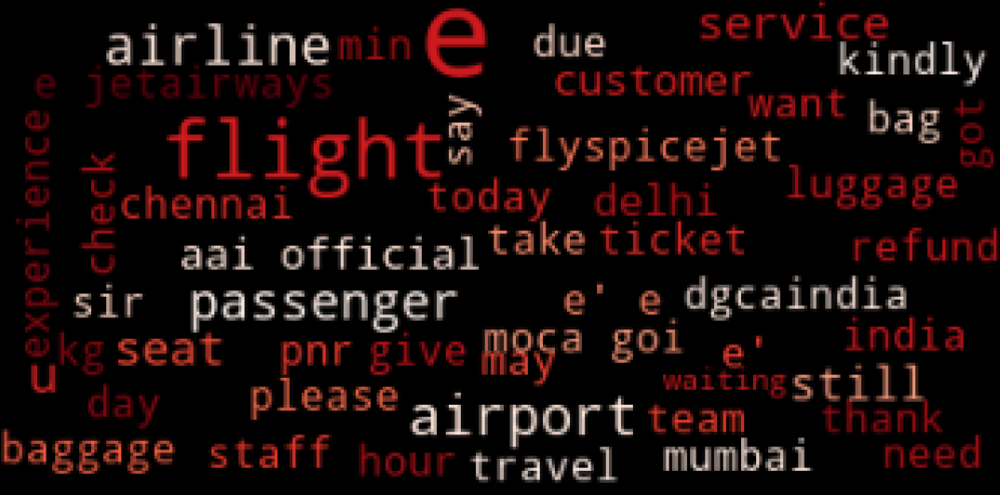 airline min e due service
kindly
e jetairways customer
want
say bag got
flight flyspicejet
experience check luggage
chennai today delhi
aai official take ticket refund
sir passenger e' e dgcaindia
moca goi india
kg seat pnr give may e'
u waiting still
day please airport team thank
baggage staff hour travel mumbai need